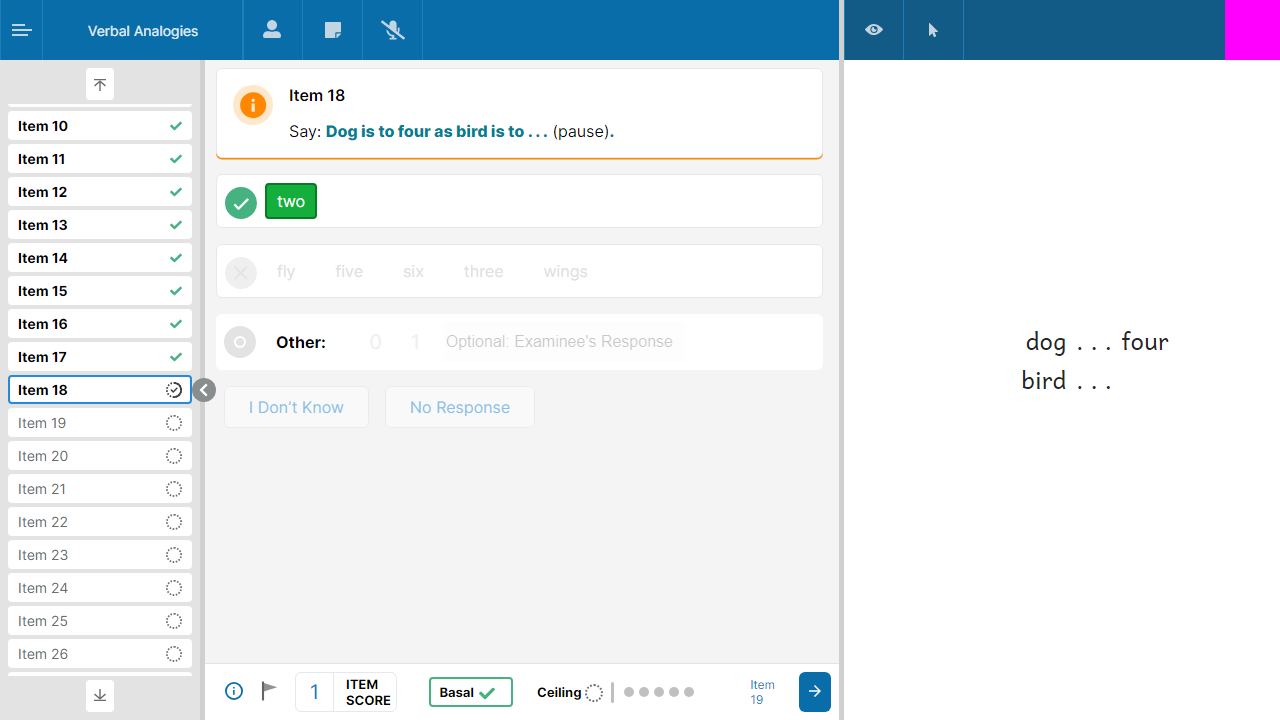 Verbal Analogies
Item 10
Item 11
Item 12
Item 13
Item 14
Item 15
Item 16
Item 17
Item 18
Item 19
Item 20
Item 21
Item 22
Item 23
Item 24
Item 25
Item 26
Item 18
Say: Dog is to four as bird is to . . . (pause).
two
fly five six three wings
Other: 0 1 Optional: Examinee's Response
I Don't Know No Response
1 ITEM SCORE
Basal
Ceiling
Item 19
dog . . . four
bird . . .